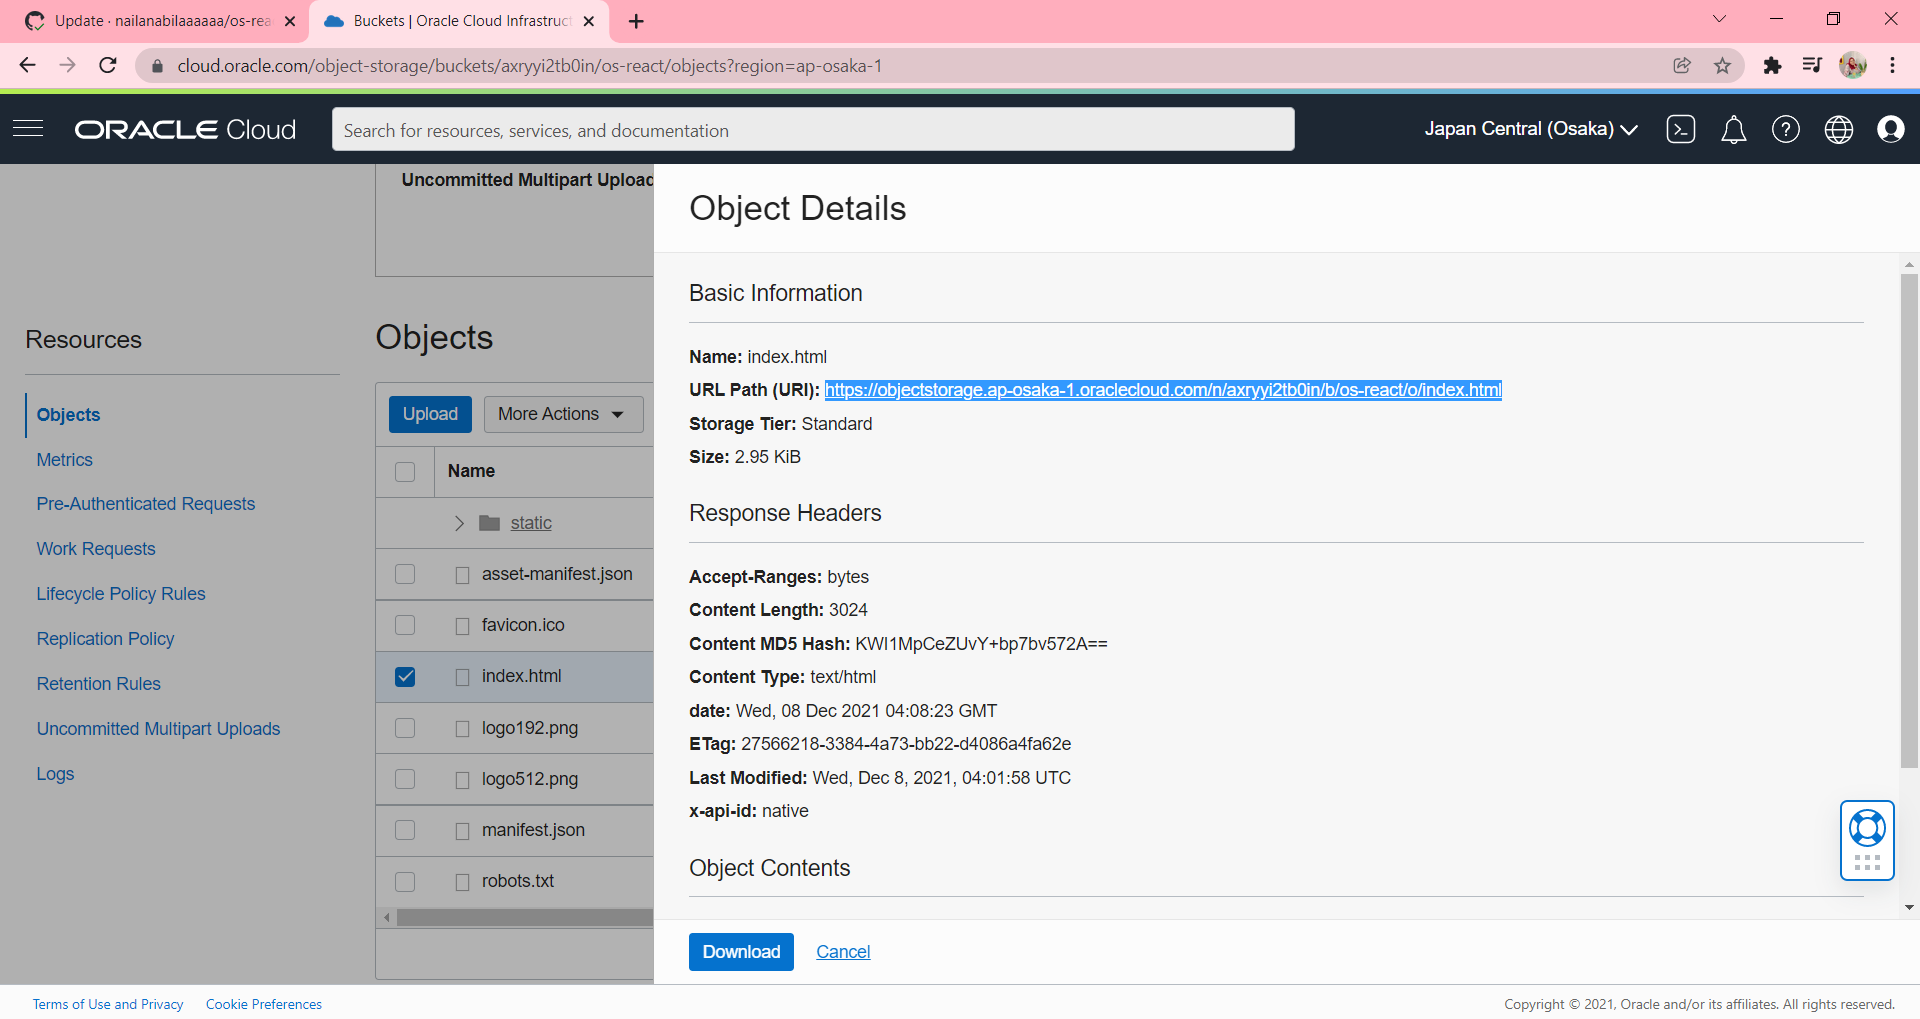 Update · nailanabilaaaaaa/os-rea
Buckets | Oracle Cloud Infrastruct
cloud.oracle.com/object-storage/buckets/axryyi2tb0in/os-react/objects?region=ap-osaka-1
ORACLE Cloud
Search for resources, services, and documentation
Japan Central (Osaka)
Uncommitted Multipart Upload
Resources
Objects
Metrics
Pre-Authenticated Requests
Work Requests
Lifecycle Policy Rules
Replication Policy
Retention Rules
Uncommitted Multipart Uploads
Logs
Objects
Upload
More Actions
Name
static
asset-manifest.json
favicon.ico
index.html
logo192.png
logo512.png
manifest.json
robots.txt
Object Details
Basic Information
Name: index.html
URL Path (URI): https://objectstorage.ap-osaka-1.oraclecloud.com/n/axryyi2tb0in/b/os-react/o/index.html
Storage Tier: Standard
Size: 2.95 KiB
Response Headers
Accept-Ranges: bytes
Content Length: 3024
Content MD5 Hash: KWI1MpCeZUvY+bp7bv572A==
Content Type: text/html
date: Wed, 08 Dec 2021 04:08:23 GMT
ETag: 27566218-3384-4a73-bb22-d4086a4fa62e
Last Modified: Wed, Dec 8, 2021, 04:01:58 UTC
x-api-id: native
Object Contents
Download
Cancel
Terms of Use and Privacy
Cookie Preferences
Copyright © 2021, Oracle and/or its affiliates. All rights reserved.